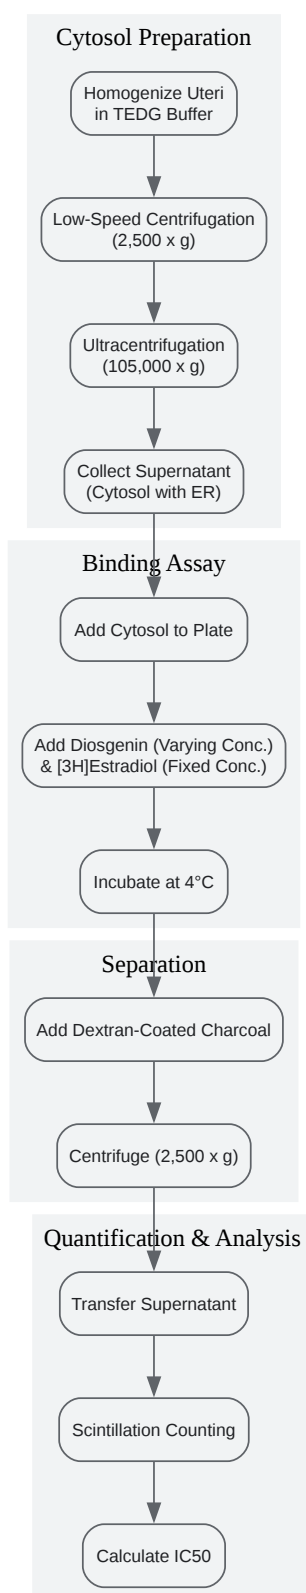 Cytosol Preparation
Homogenize Uteri
in TEDG Buffer
Low-Speed Centrifugation
(2,500 x g)
Ultracentrifugation
(105,000 x g)
Collect Supernatant
(Cytosol with ER)
Binding Assay
Add Cytosol to Plate
Add Diosgenin (Varying Conc.)
& [3H]Estradiol (Fixed Conc.)
Incubate at 4°C
Separation
Add Dextran-Coated Charcoal
Centrifuge (2,500 x g)
Quantification & Analysis
Transfer Supernatant
Scintillation Counting
Calculate IC50